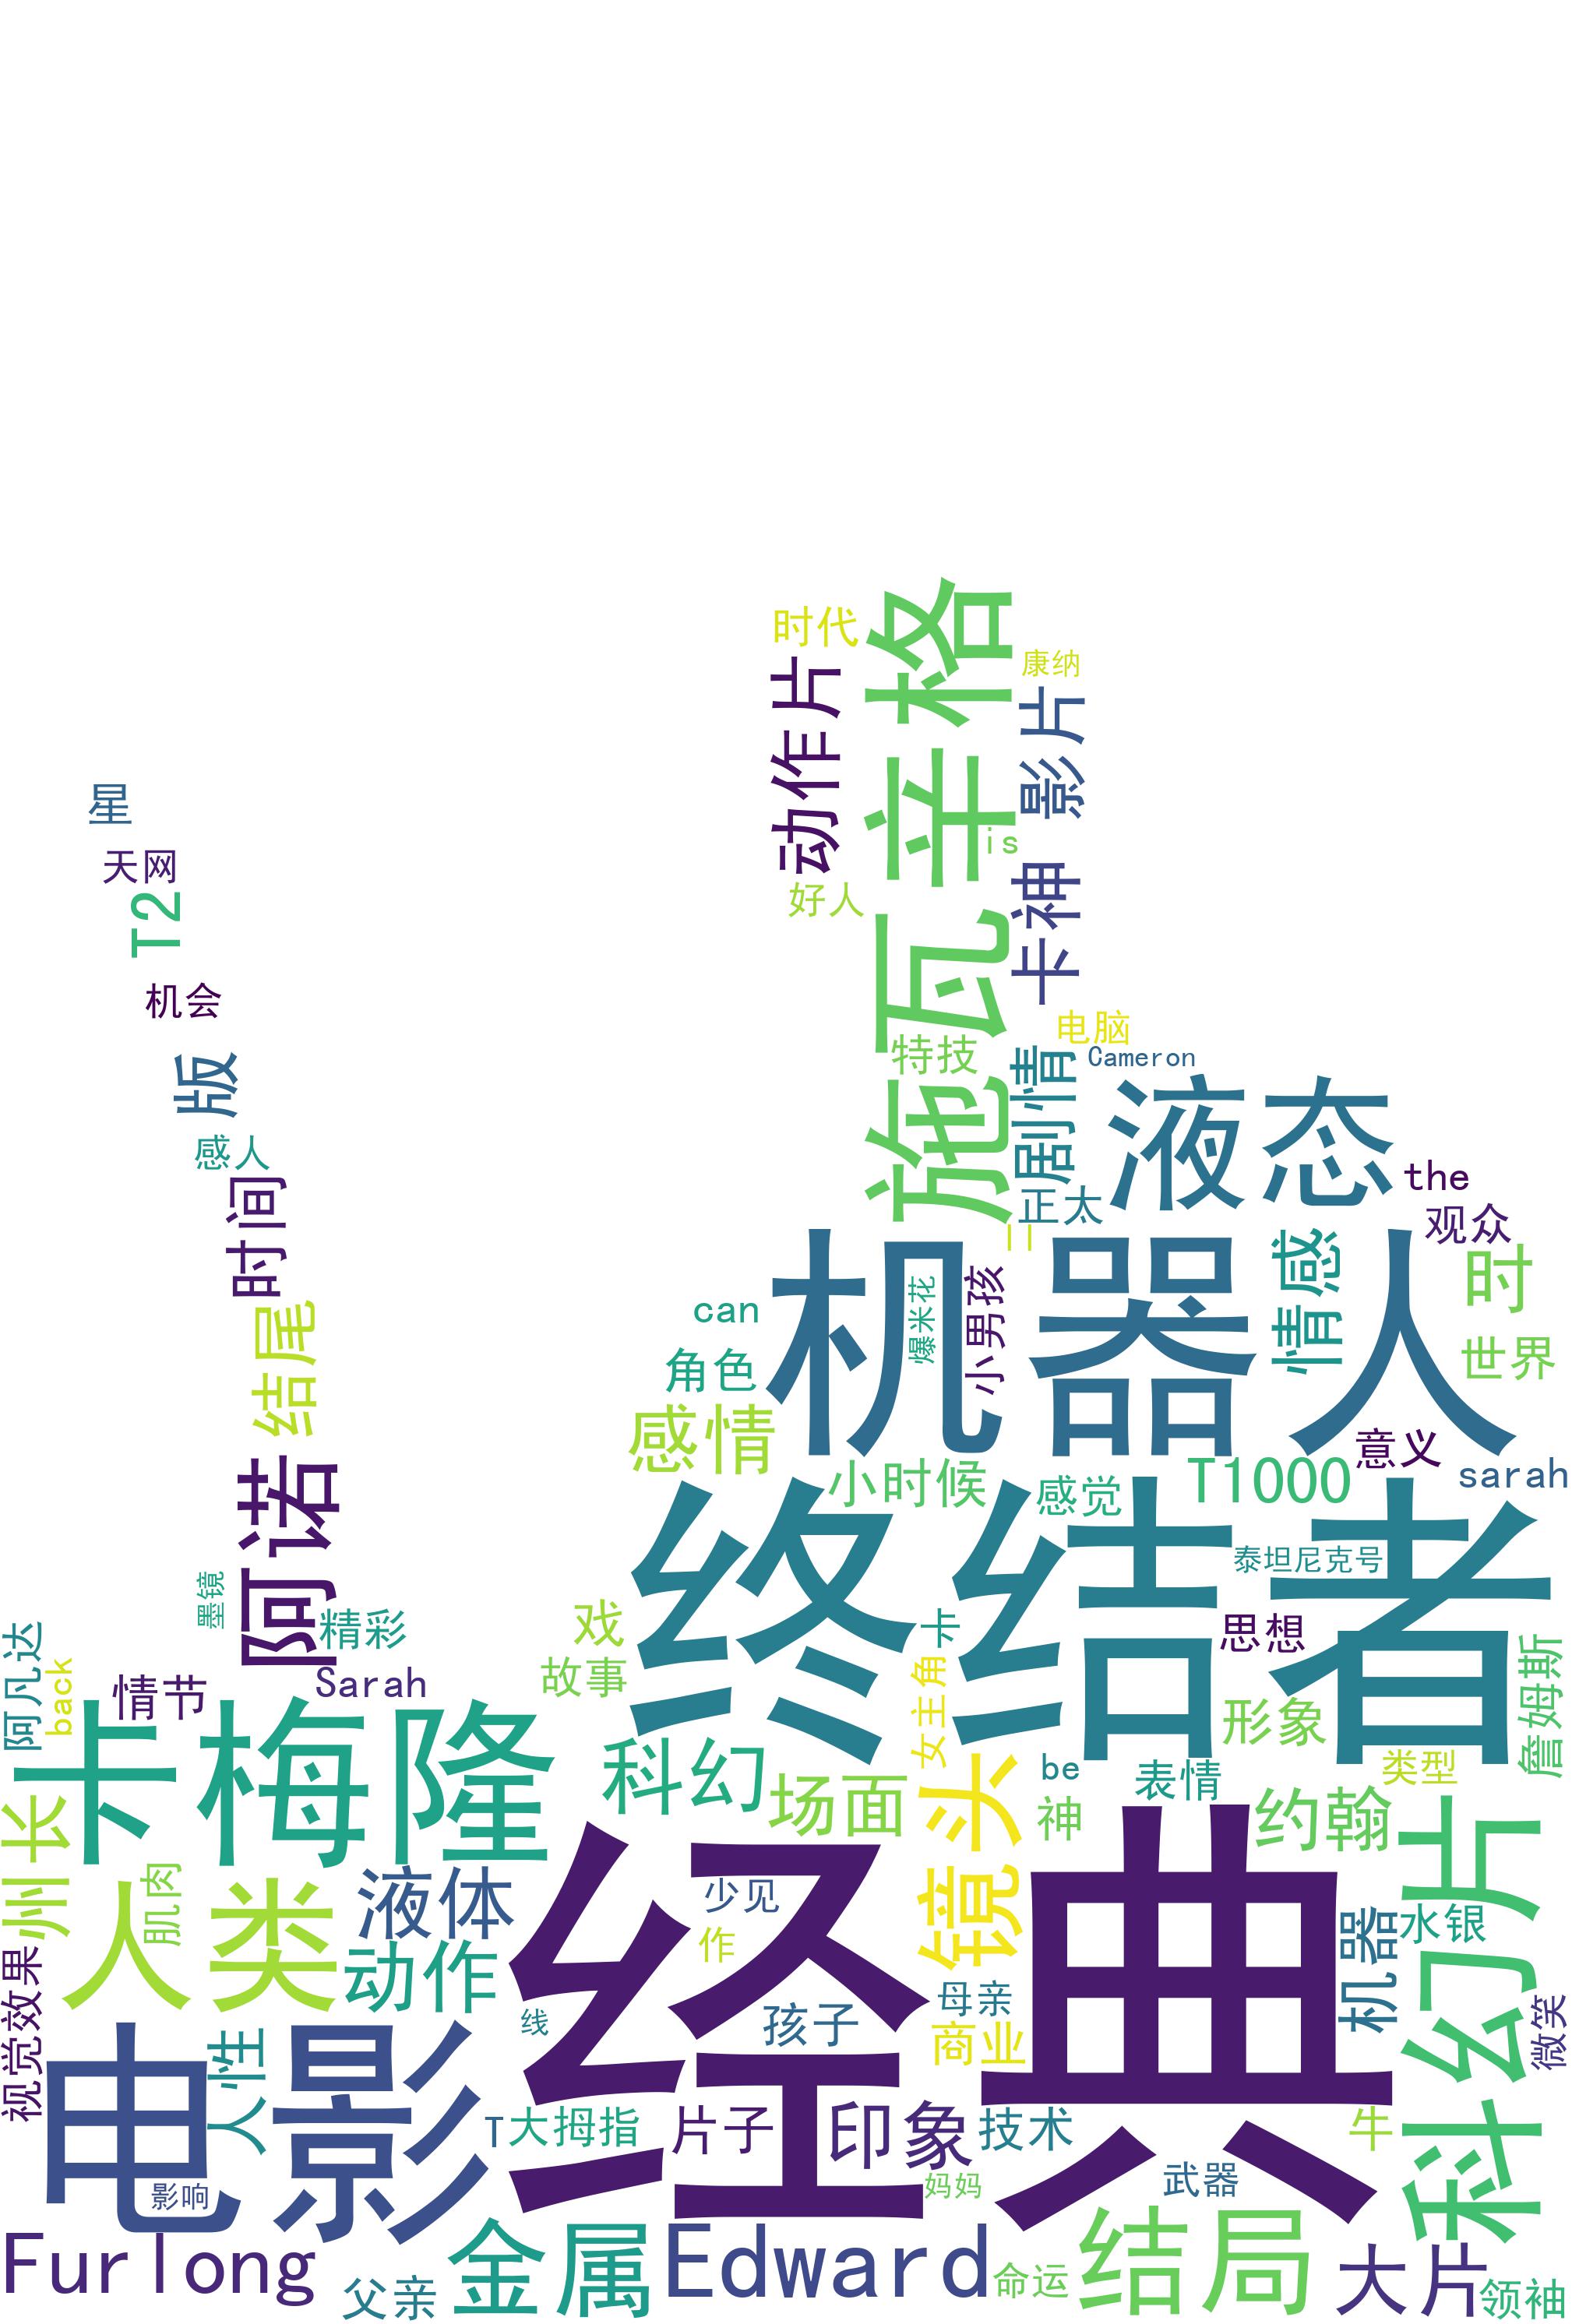 时代
施瓦辛格
康纳
动作片
影片
星
is
天网
卡神
好人
T2
机会
电脑
特技
剧情
Cameron
版
液态
感人
the
时间
正太
观众
二
机器人
情感
时
爆米花
小男孩
can
结尾
角色
世界
感情
意义
阿诺
小时候
感觉
T1000
sarah
终结者
泰坦尼克号
墨镜
精彩
戏
卡
思想
阿凡达
back
故事
女主角
詹姆斯
情节
Sarah
卡梅隆
形象
科幻
场面
镜头
be
表情
类型
州长
神
约翰
科幻片
经典
人类
肌肉
液体
少见
机器
水银
动作
作
视觉效果
线
孩子
母亲
微笑
电影
人性
商业
T大拇指
片子
印象
技术
牛
影响
妈妈
武器
Furlong
父亲
金属
Edward
命运
结局
大片
领袖